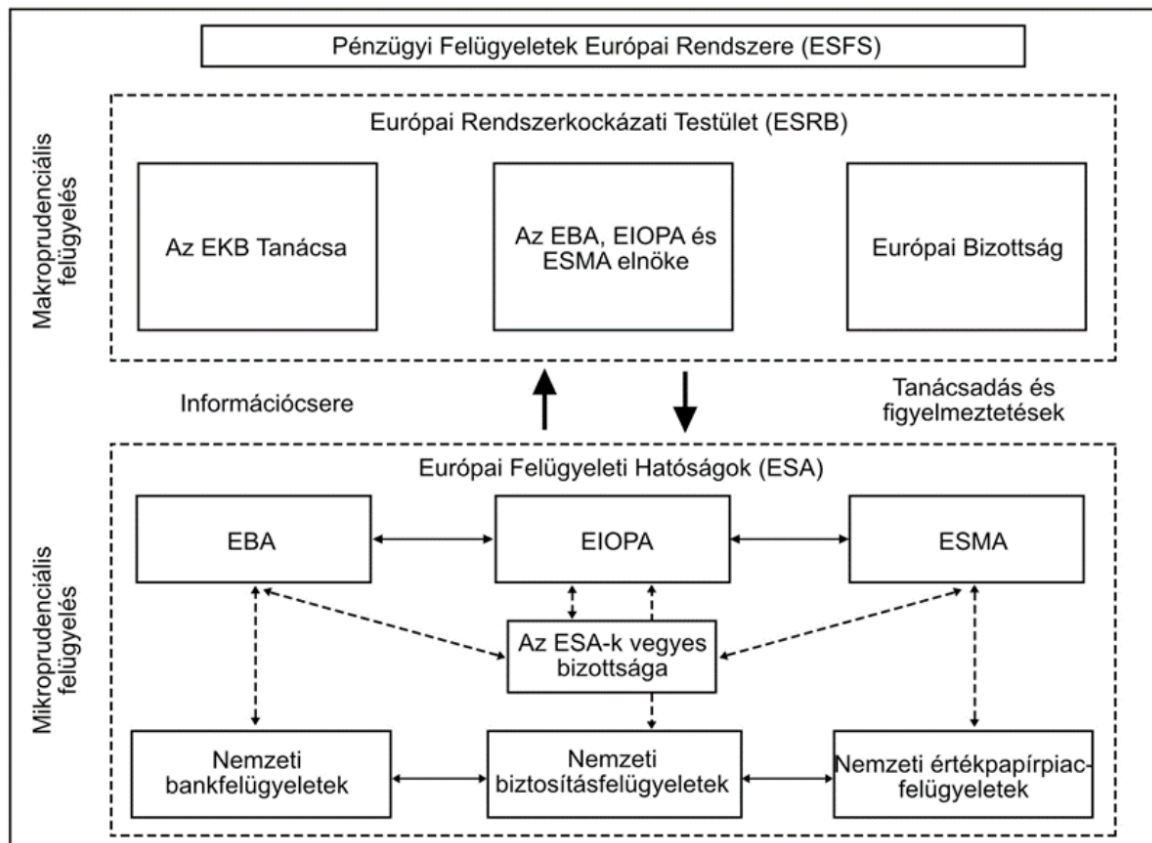 Pénzügyi Felügyeletek Európai Rendszere (ESFS)
Európai Rendszerkockázati Testület (ESRB)
Makroprudenciális
felügyelés
Az EKB Tanácsa
Az EBA, EIOPA és
ESMA elnöke
Európai Bizottság
Információcsere
Tanácsadás és
figyelmeztetések
Európai Felügyeleti Hatóságok (ESA)
Mikroprudenciális
felügyelés
EBA
EIOPA
ESMA
Az ESA-k vegyes
bizottsága
Nemzeti
bankfelügyeletek
Nemzeti
biztosításfelügyeletek
Nemzeti értékpapírpiac-
felügyeletek